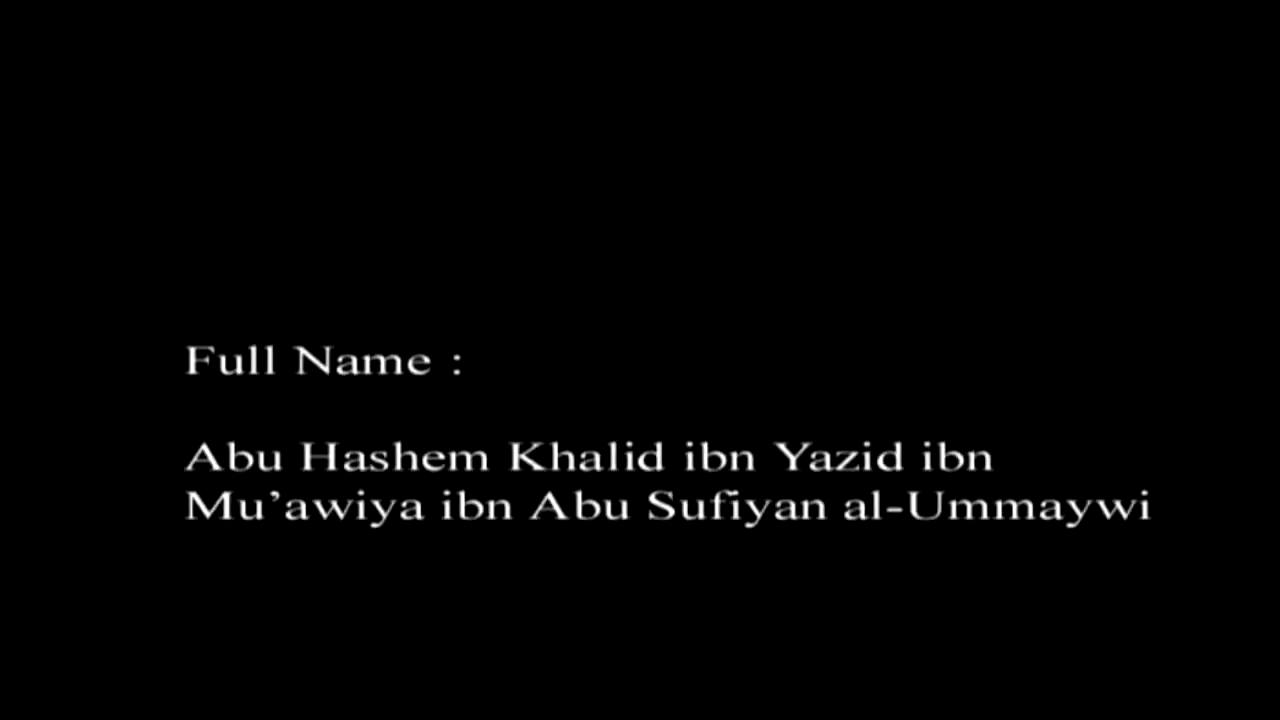 Full Name :
Abu Hashem Khalid ibn Yazid ibn
Mu’awiya ibn Abu Sufiyan al-Ummaywi